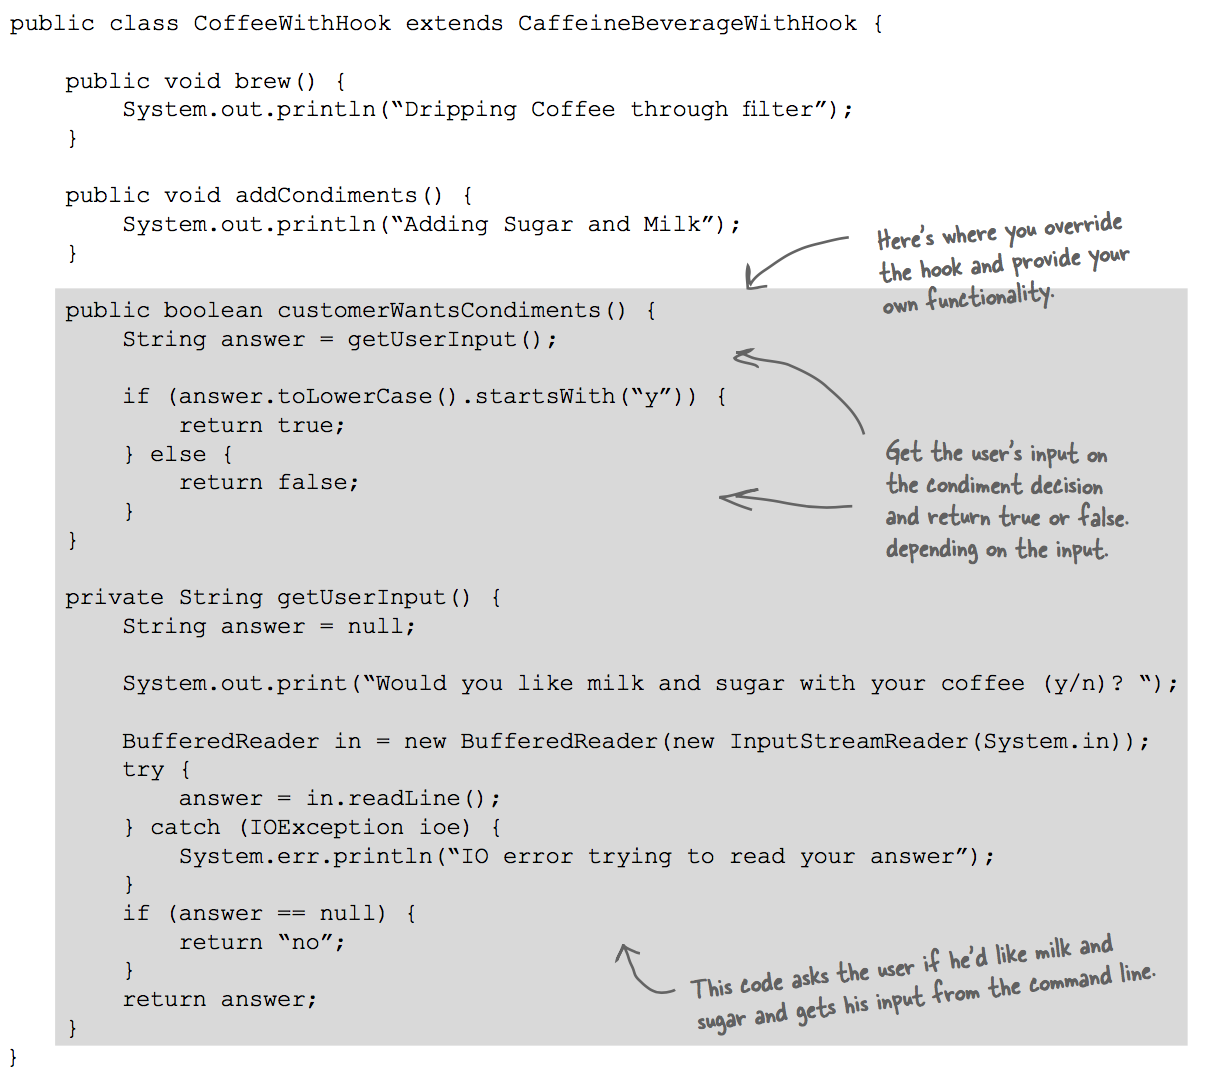 public class CoffeeWithHook extends CaffeineBeverageWithHook {
public void brew() {
System.out.println(“Dripping Coffee through filter”);
}
public void addCondiments() {
System.out.println(“Adding Sugar and Milk”);
}
Here's where you override
the hook and provide your
own functionality.
public boolean customerWantsCondiments() {
String answer = getUserInput();
if (answer.toLowerCase().startsWith(“y”)) {
return true;
} else {
return false;
}
}
Get the user's input on
the condiment decision
and return true or false.
depending on the input.
private String getUserInput() {
String answer = null;
System.out.print(“Would you like milk and sugar with your coffee (y/n)? “);
BufferedReader in = new BufferedReader(new InputStreamReader(System.in));
try {
answer = in.readLine();
} catch (IOException ioe) {
System.err.println(“IO error trying to read your answer”);
}
if (answer == null) {
return “no”;
}
return answer;
}
This code asks the user if he'd like milk and
sugar and gets his input from the command line.
}